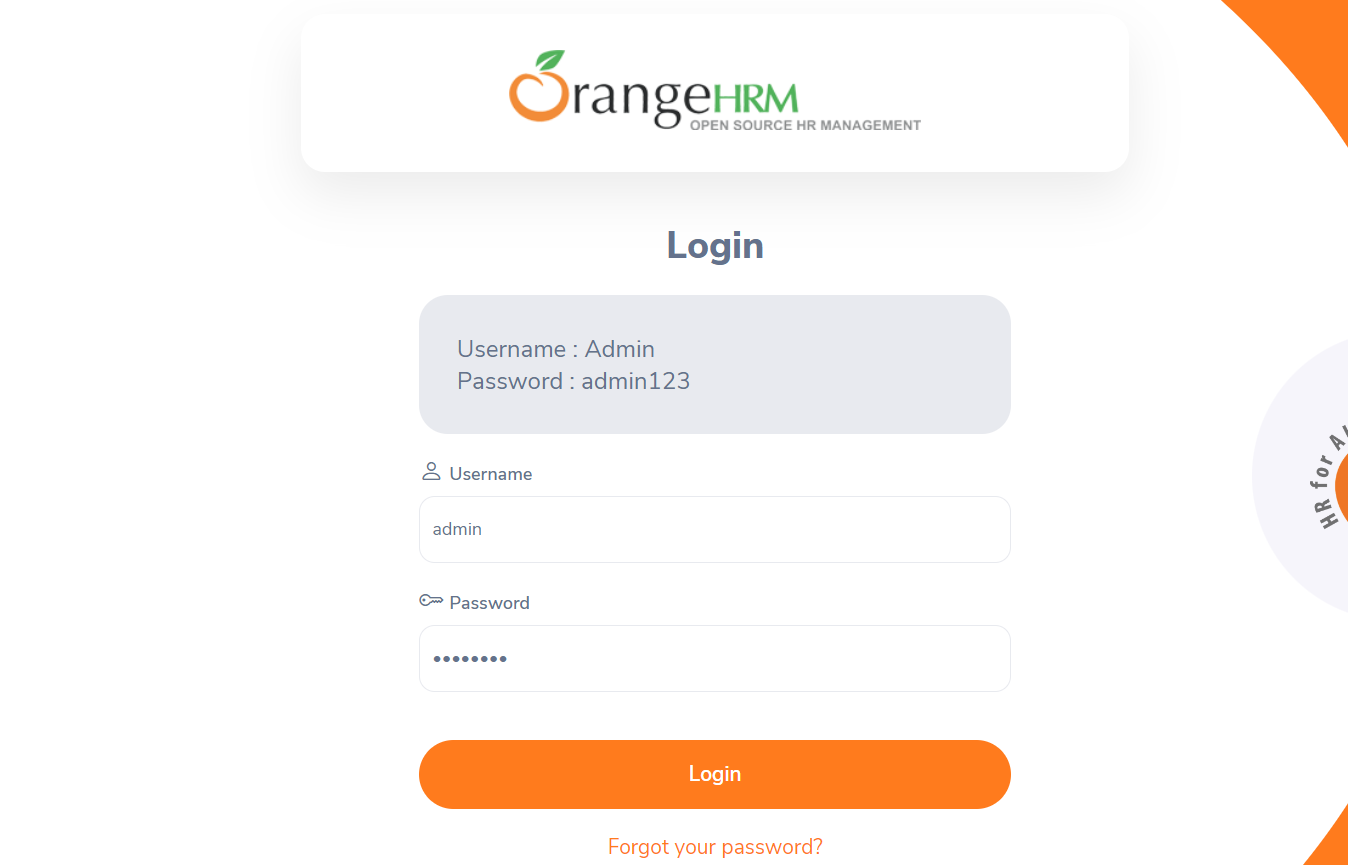 OrangeHRM
OPEN SOURCE HR MANAGEMENT
Login
Username : Admin
Password : admin123
Username
admin
Password
••••••••
Login
Forgot your password?
HR for